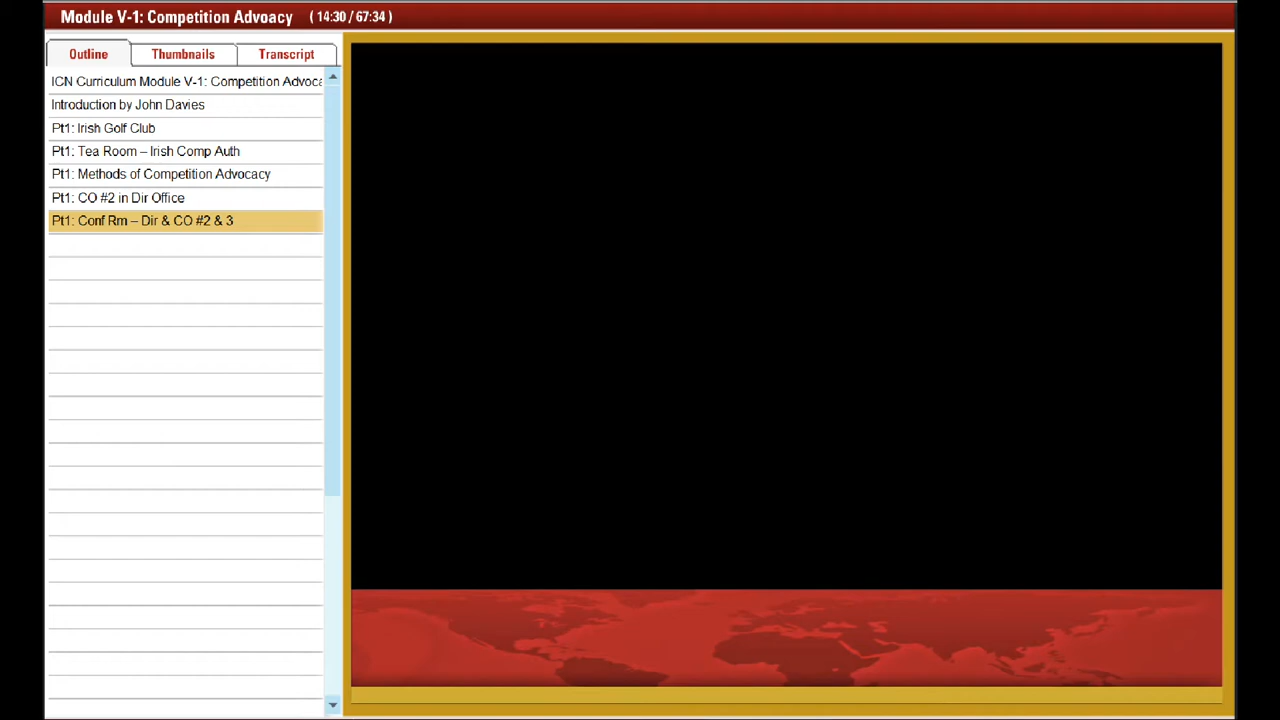 Module V-1: Competition Advocacy ( 14:30 / 67:34 )
Outline Thumbnails Transcript
ICN Curriculum Module V-1: Competition Advoca
Introduction by John Davies
Pt1: Irish Golf Club
Pt1: Tea Room – Irish Comp Auth
Pt1: Methods of Competition Advocacy
Pt1: CO #2 in Dir Office
Pt1: Conf Rm – Dir & CO #2 & 3